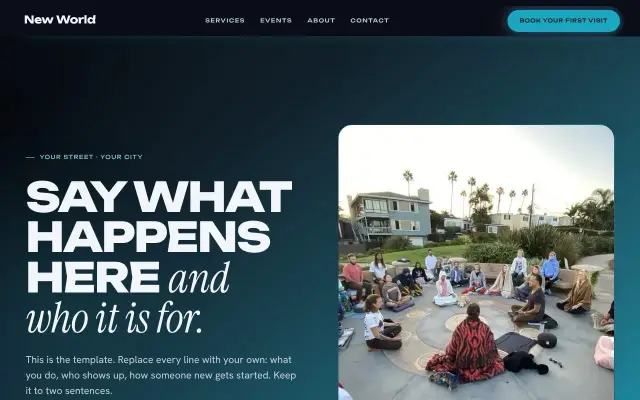 New World
SERVICES
EVENTS
ABOUT
CONTACT
BOOK YOUR FIRST VISIT
— YOUR STREET · YOUR CITY
SAY WHAT
HAPPENS
HERE and
who it is for.
This is the template. Replace every line with your own: what
you do, who shows up, how someone new gets started. Keep
it to two sentences.